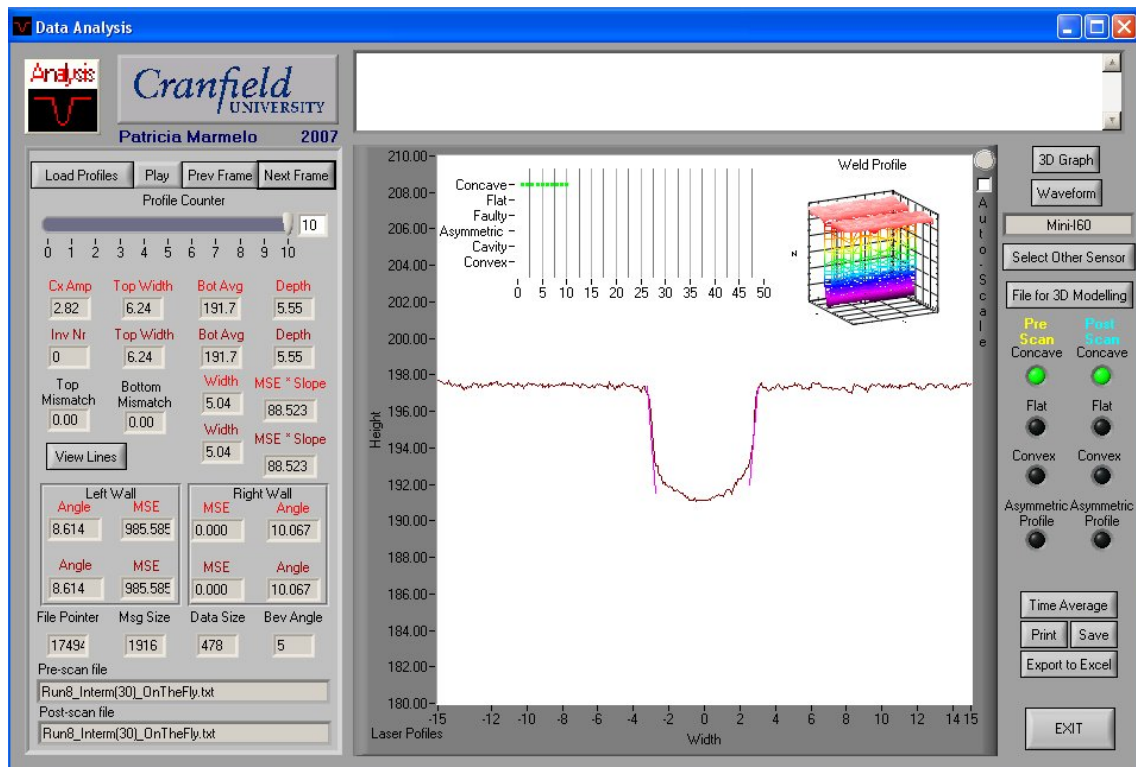 Data Analysis
Analysis
Cranfield
UNIVERSITY
Patricia Marmelo 2007
Load Profiles Play Prev Frame Next Frame
Profile Counter
10
0 1 2 3 4 5 6 7 8 9 10
Cx Amp Top Width Bot Avg Depth
2.82 6.24 191.7 5.55
Inv Nr Top Width Bot Avg Depth
0 6.24 191.7 5.55
Top Mismatch Bottom Mismatch Width MSE * Slope
0.00 0.00 5.04 88.523
Width MSE * Slope
5.04 88.523
View Lines
Left Wall Right Wall
Angle MSE MSE Angle
8.614 985.585 0.000 10.067
Angle MSE MSE Angle
8.614 985.585 0.000 10.067
File Pointer Msg Size Data Size Bev Angle
17494 1916 478 5
Pre-scan file
Run8_Interm(30)_OnTheFly.txt
Post-scan file
Run8_Interm(30)_OnTheFly.txt
210.00
208.00
206.00
204.00
202.00
200.00
198.00
196.00
194.00
192.00
190.00
188.00
186.00
184.00
182.00
180.00
Height
-15 -12 -10 -8 -6 -4 -2 0 2 4 6 8 10 12 14 15
Laser Pofiles
Width
Concave
Flat
Faulty
Asymmetric
Cavity
Convex
0 5 10 15 20 25 30 35 40 45 50
Weld Profile
N
Auto-Scale
3D Graph
Waveform
Mini-I60
Select Other Sensor
File for 3D Modelling
Pre Scan Post Scan
Concave Concave
Flat Flat
Convex Convex
Asymmetric Profile Asymmetric Profile
Time Average
Print Save
Export to Excel
EXIT